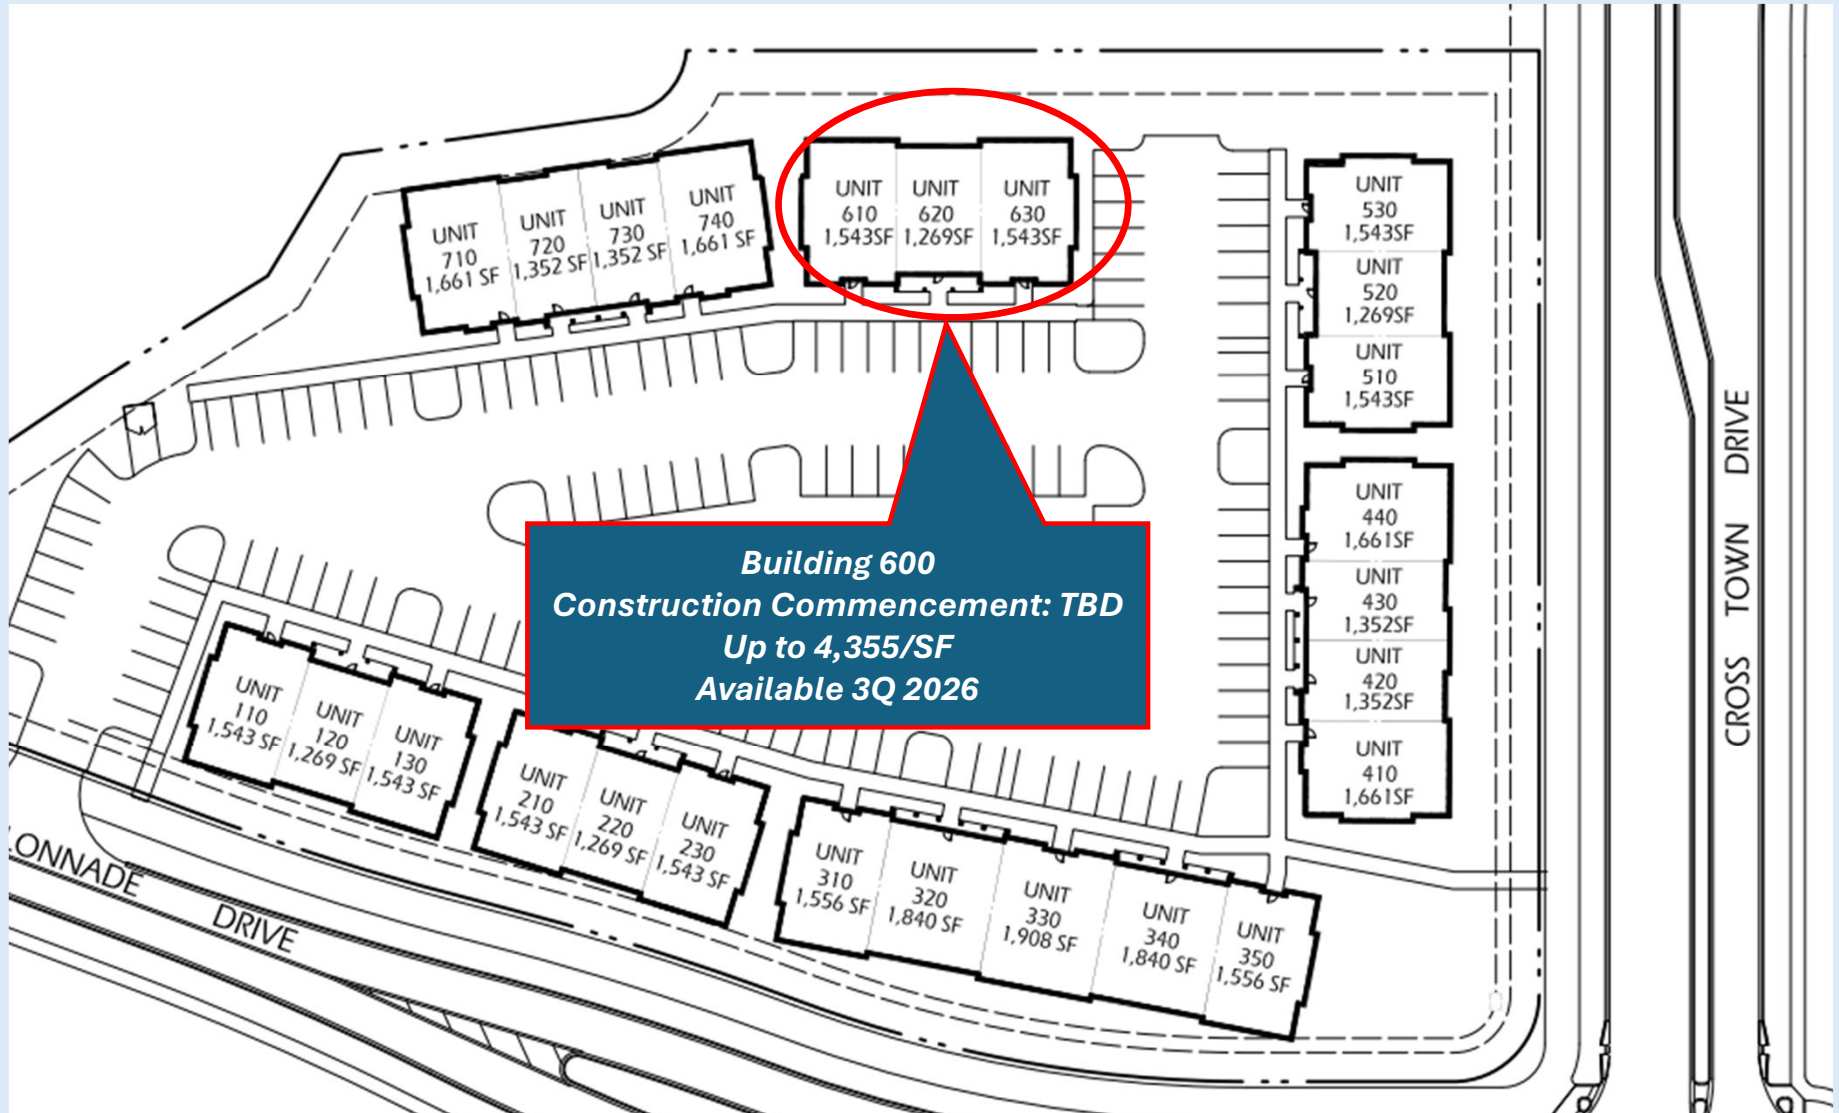 UNIT
710
1,661 SF
UNIT
720
1,352 SF
UNIT
730
1,352 SF
UNIT
740
1,661 SF
UNIT
610
1,543SF
UNIT
620
1,269SF
UNIT
630
1,543SF
UNIT
530
1,543SF
UNIT
520
1,269SF
UNIT
510
1,543SF
UNIT
440
1,661SF
UNIT
430
1,352SF
UNIT
420
1,352SF
UNIT
410
1,661SF
CROSS TOWN DRIVE
Building 600
Construction Commencement: TBD
Up to 4,355/SF
Available 3Q 2026
UNIT
110
1,543 SF
UNIT
120
1,269 SF
UNIT
130
1,543 SF
UNIT
210
1,543 SF
UNIT
220
1,269 SF
UNIT
230
1,543 SF
UNIT
310
1,556 SF
UNIT
320
1,840 SF
UNIT
330
1,908 SF
UNIT
340
1,840 SF
UNIT
350
1,556 SF
LONNADE DRIVE